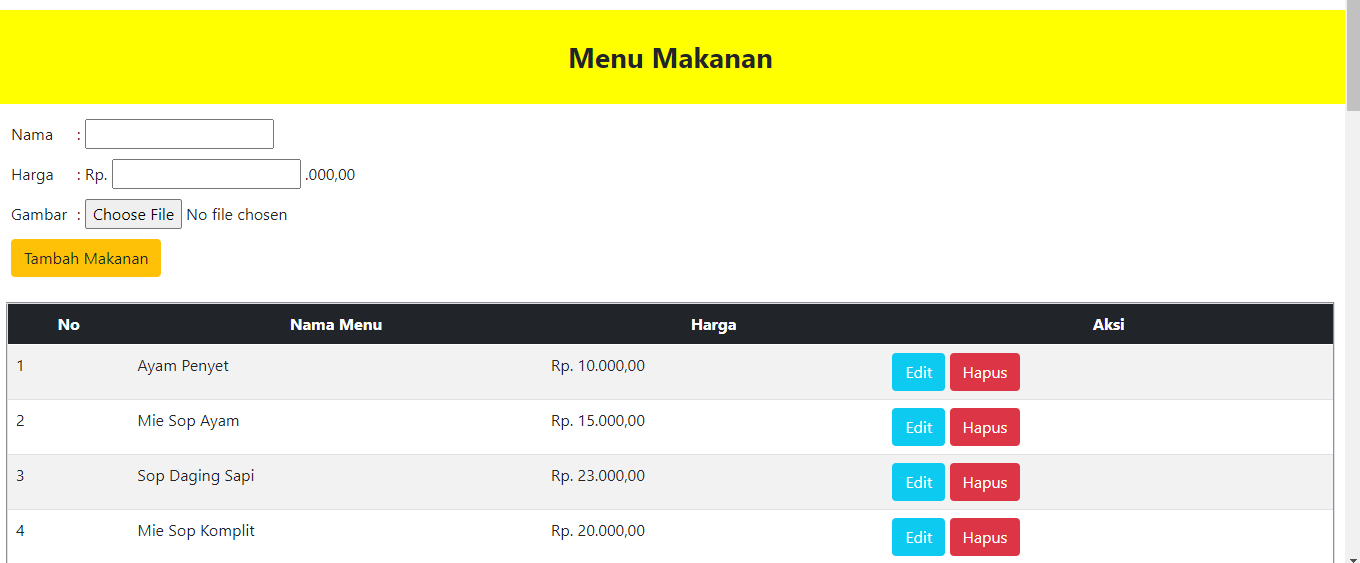 Menu Makanan
Nama :
Harga : Rp. .000,00
Gambar : Choose File No file chosen
Tambah Makanan
No Nama Menu Harga Aksi
1 Ayam Penyet Rp. 10.000,00 Edit Hapus
2 Mie Sop Ayam Rp. 15.000,00 Edit Hapus
3 Sop Daging Sapi Rp. 23.000,00 Edit Hapus
4 Mie Sop Komplit Rp. 20.000,00 Edit Hapus